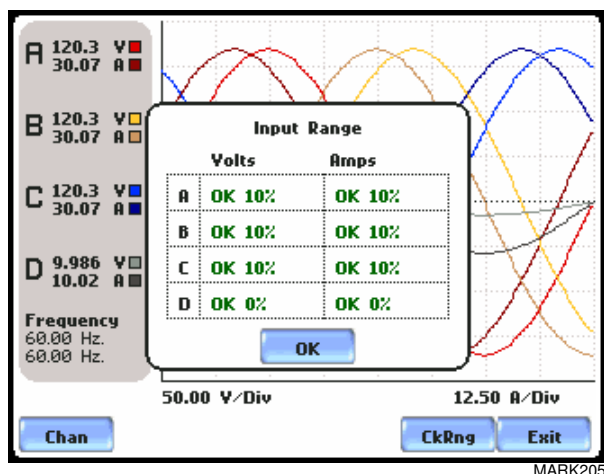 A 120.3 V
30.07 A
B 120.3 V
30.07 A
C 120.3 V
30.07 A
D 9.986 V
10.02 A
Frequency
60.00 Hz.
60.00 Hz.
Input Range
Volts Amps
A OK 10% OK 10%
B OK 10% OK 10%
C OK 10% OK 10%
D OK 0% OK 0%
OK
50.00 V/Div 12.50 A/Div
Chan CkRng Exit
MARK205